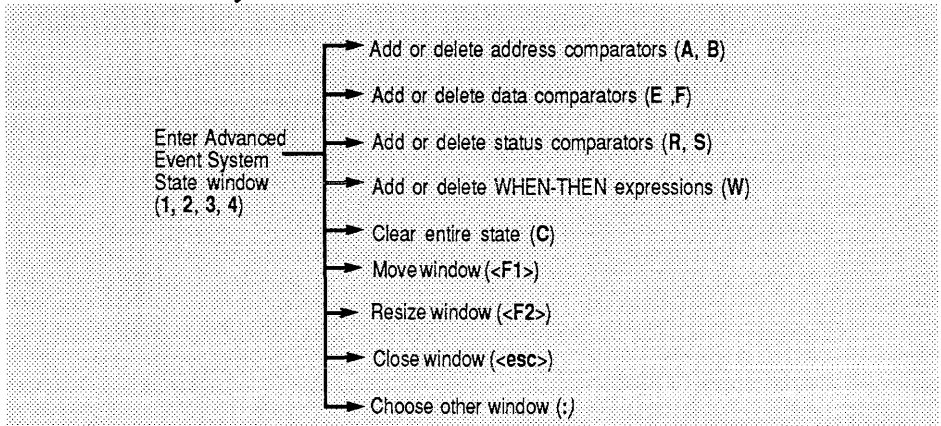 Enter Advanced
Event System
State window
(1, 2, 3, 4)
Add or delete address comparators (A, B)
Add or delete data comparators (E ,F)
Add or delete status comparators (R, S)
Add or delete WHEN-THEN expressions (W)
Clear entire state (C)
Move window (<F1>)
Resize window (<F2>)
Close window (<esc>)
Choose other window (:)